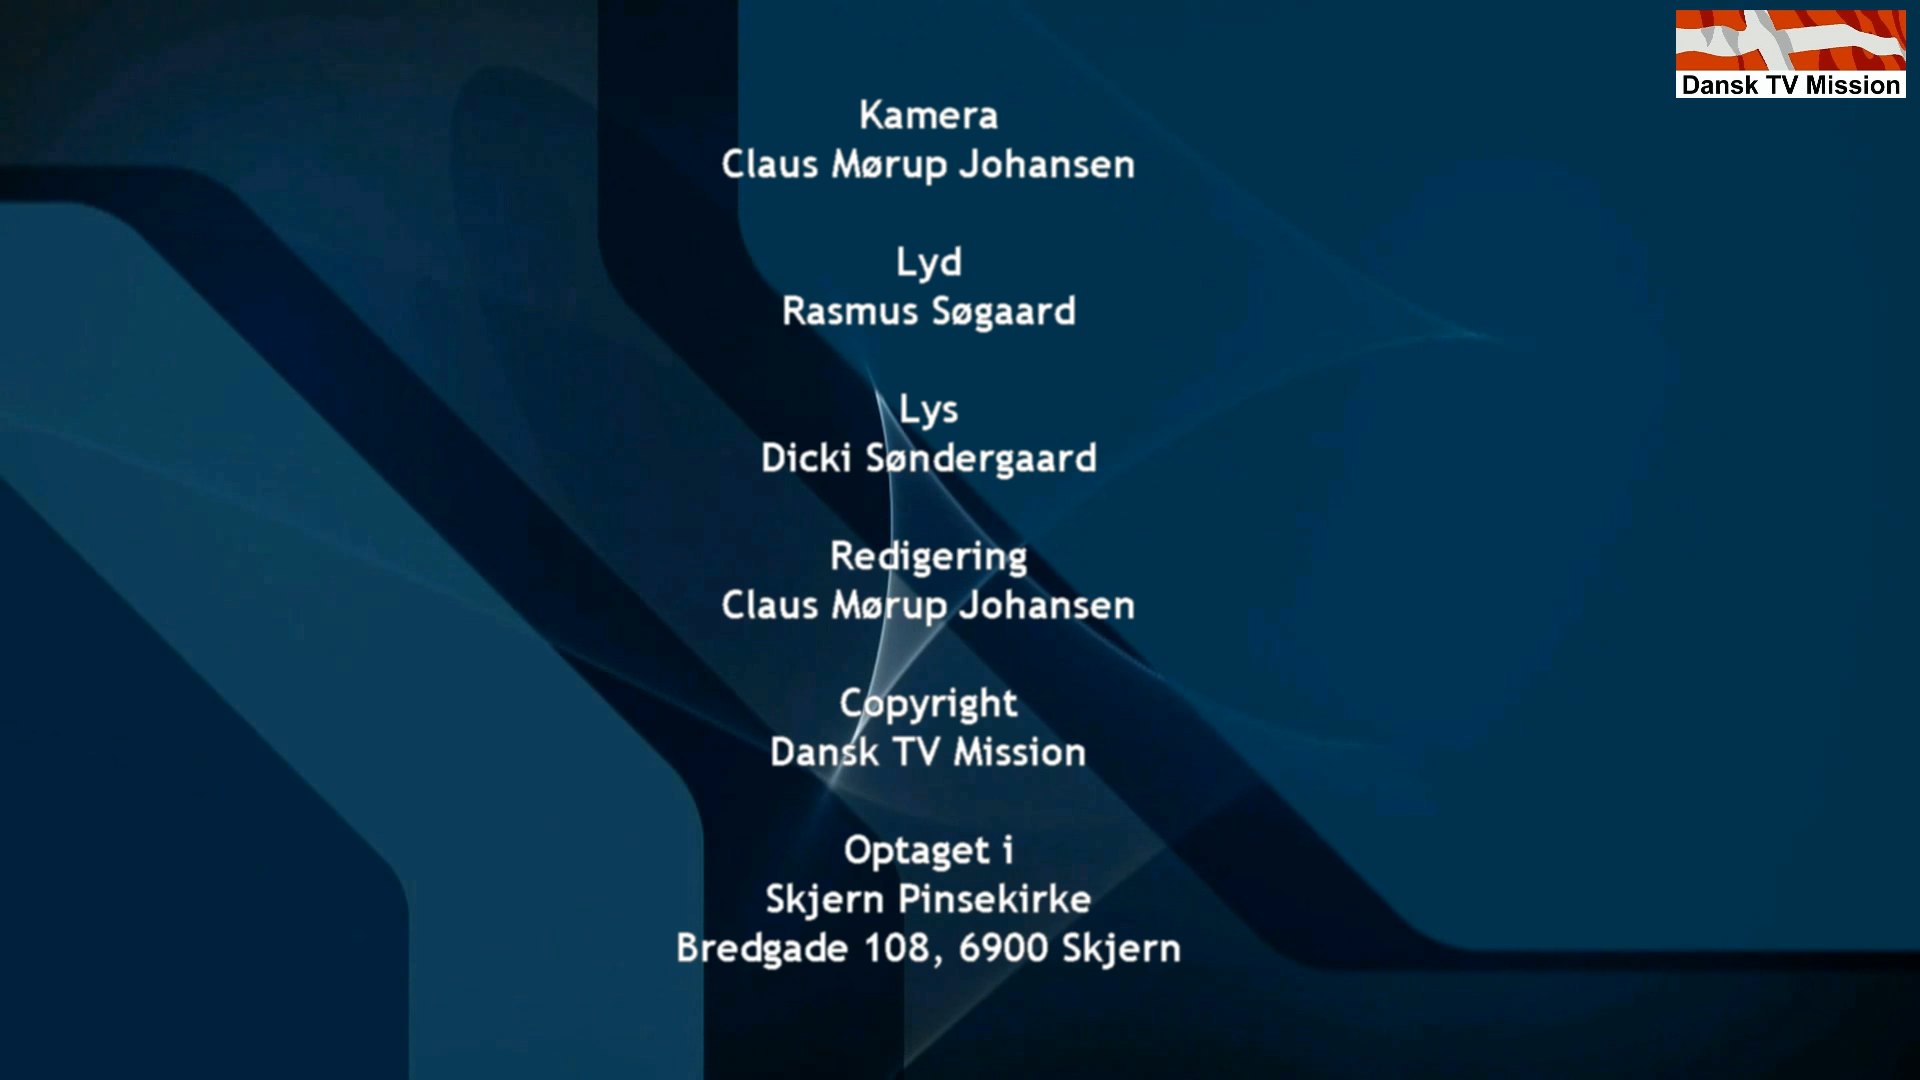 Dansk TV Mission
Kamera
Claus Mørup Johansen
Lyd
Rasmus Søgaard
Lys
Dicki Søndergaard
Redigering
Claus Mørup Johansen
Copyright
Dansk TV Mission
Optaget i
Skjern Pinsekirke
Bredgade 108, 6900 Skjern